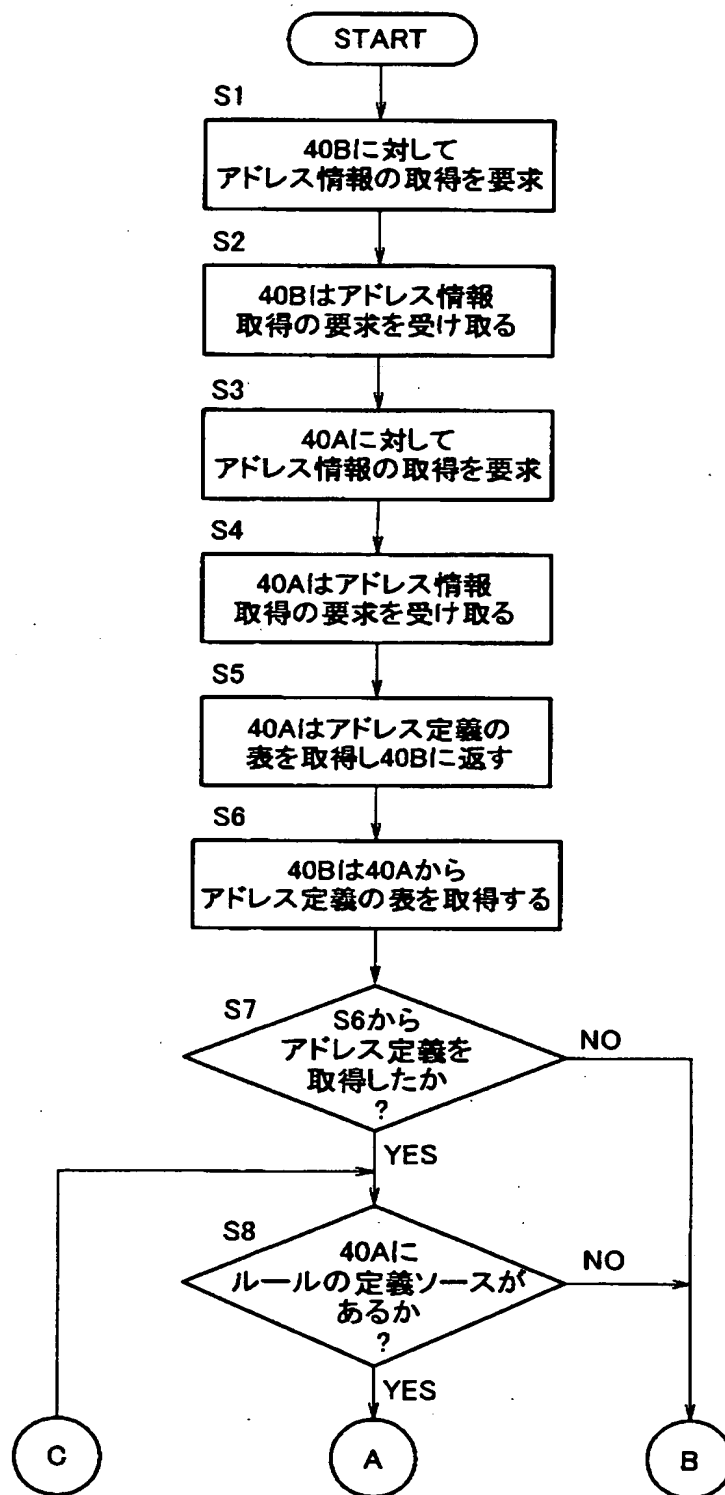 START
S1
40Bに対して
アドレス情報の取得を要求
S2
40Bはアドレス情報
取得の要求を受け取る
S3
40Aに対して
アドレス情報の取得を要求
S4
40Aはアドレス情報
取得の要求を受け取る
S5
40Aはアドレス定義の
表を取得し40Bに返す
S6
40Bは40Aから
アドレス定義の表を取得する
S7
S6から
アドレス定義を
取得したか
?
NO
YES
S8
40Aに
ルールの定義ソースが
あるか
?
NO
YES
C
A
B